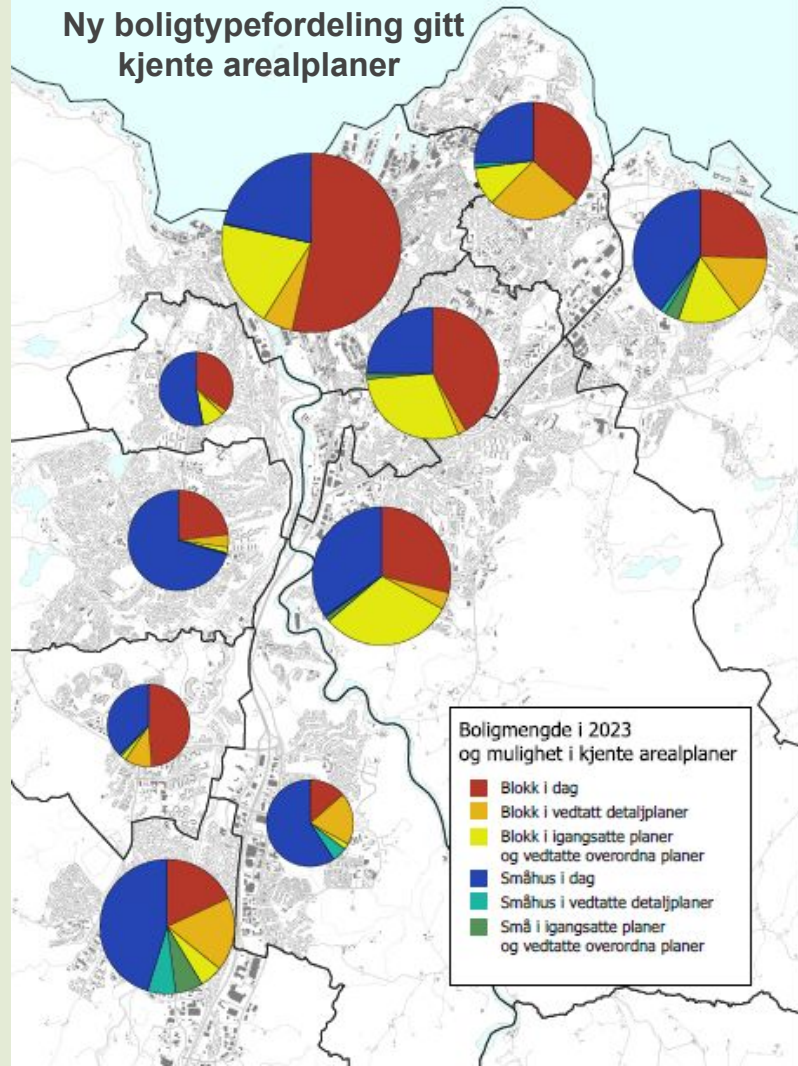 Ny boligtypefordeling gitt
kjente arealplaner
Boligmengde i 2023
og mulighet i kjente arealplaner
Blokk i dag
Blokk i vedtatt detaljplaner
Blokk i igangsatte planer
og vedtatte overordna planer
Småhus i dag
Småhus i vedtatte detaljplaner
Små i igangsatte planer
og vedtatte overordna planer